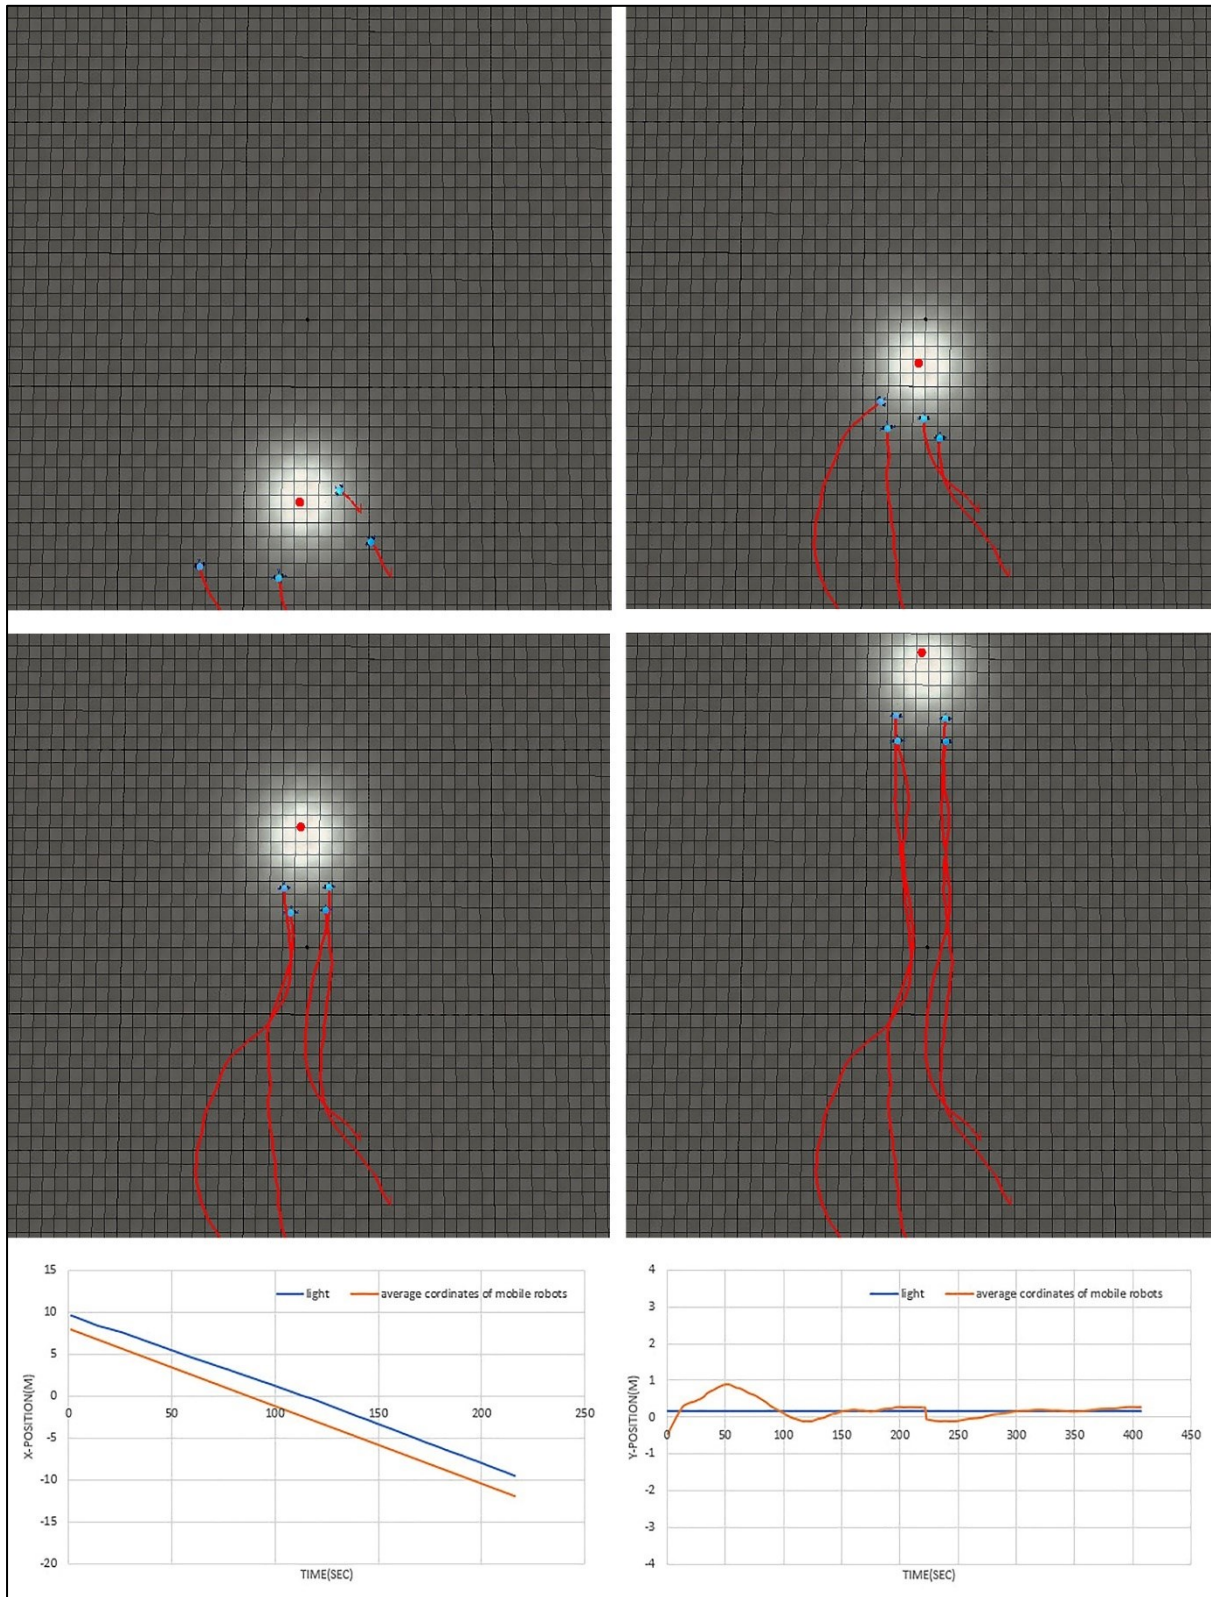 15
light average cordinates of mobile robots
10
5
0
0 50 100 150 200 250
-5
-10
-15
-20
X-POSITION(M)
TIME(SEC)
4
light average cordinates of mobile robots
3
2
1
0
0 50 100 150 200 250 300 350 400 450
-1
-2
-3
-4
Y-POSITION(M)
TIME(SEC)